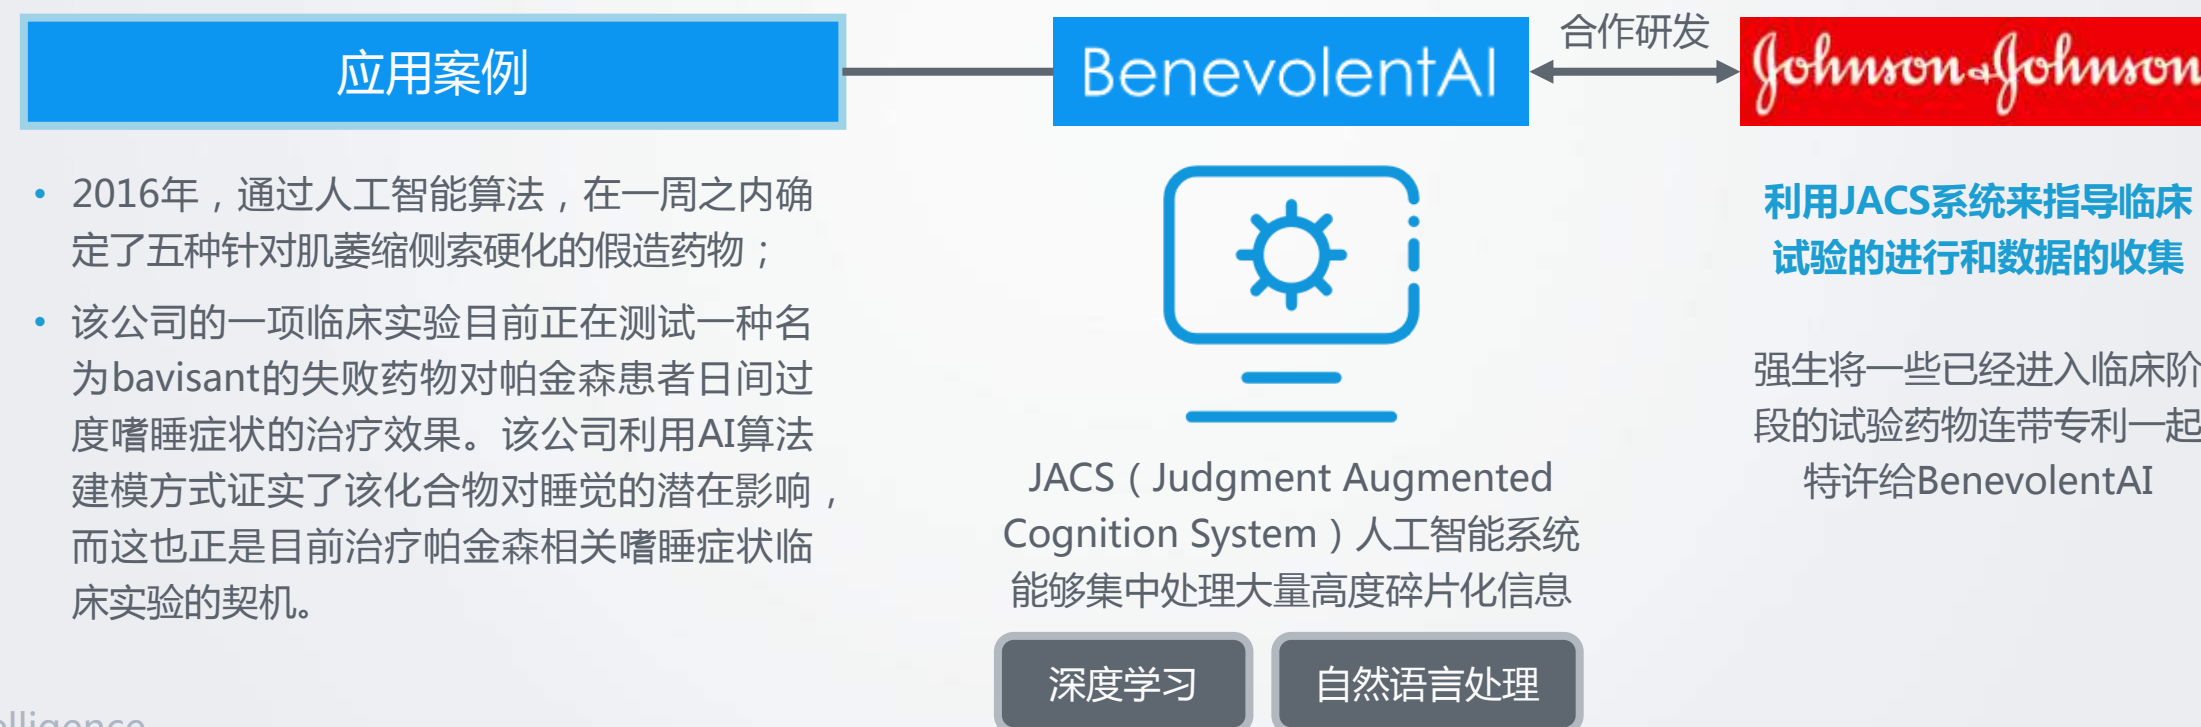 应用案例
BenevolentAI
合作研发
Johnson&Johnson
• 2016年，通过人工智能算法，在一周之内确
定了五种针对肌萎缩侧索硬化的假造药物；
• 该公司的一项临床实验目前正在测试一种名
为bavisant的失败药物对帕金森患者日间过
度嗜睡症状的治疗效果。该公司利用AI算法
建模方式证实了该化合物对睡觉的潜在影响，
而这也正是目前治疗帕金森相关嗜睡症状临
床实验的契机。
JACS（Judgment Augmented
Cognition System）人工智能系统
能够集中处理大量高度碎片化信息
深度学习
自然语言处理
利用JACS系统来指导临床
试验的进行和数据的收集
强生将一些已经进入临床阶
段的试验药物连带专利一起
特许给BenevolentAI